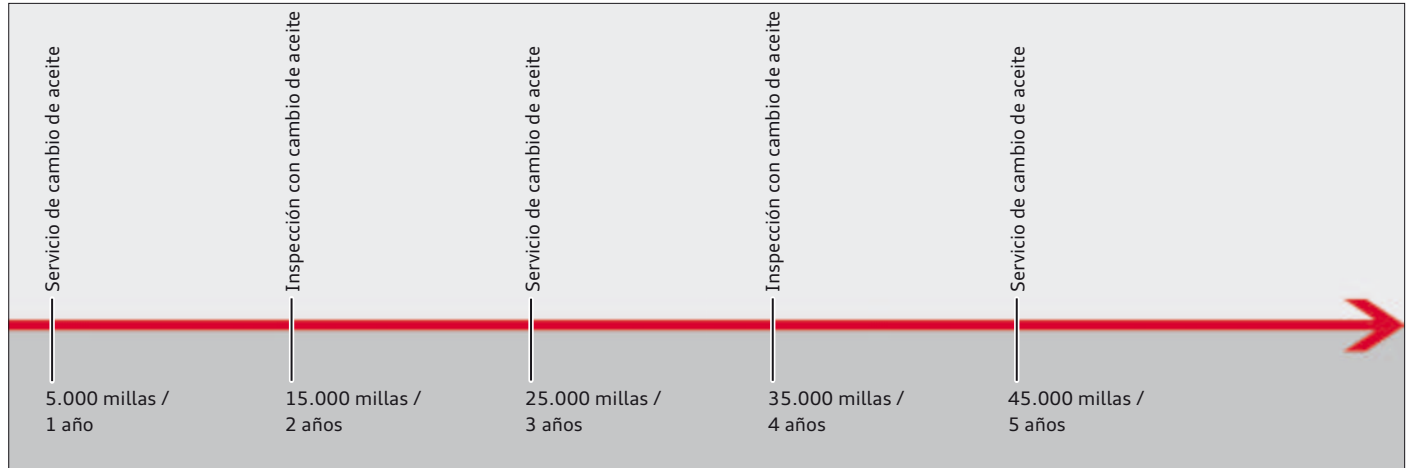 Servicio de cambio de aceite
Inspección con cambio de aceite
Servicio de cambio de aceite
Inspección con cambio de aceite
Servicio de cambio de aceite
5.000 millas /
1 año
15.000 millas /
2 años
25.000 millas /
3 años
35.000 millas /
4 años
45.000 millas /
5 años